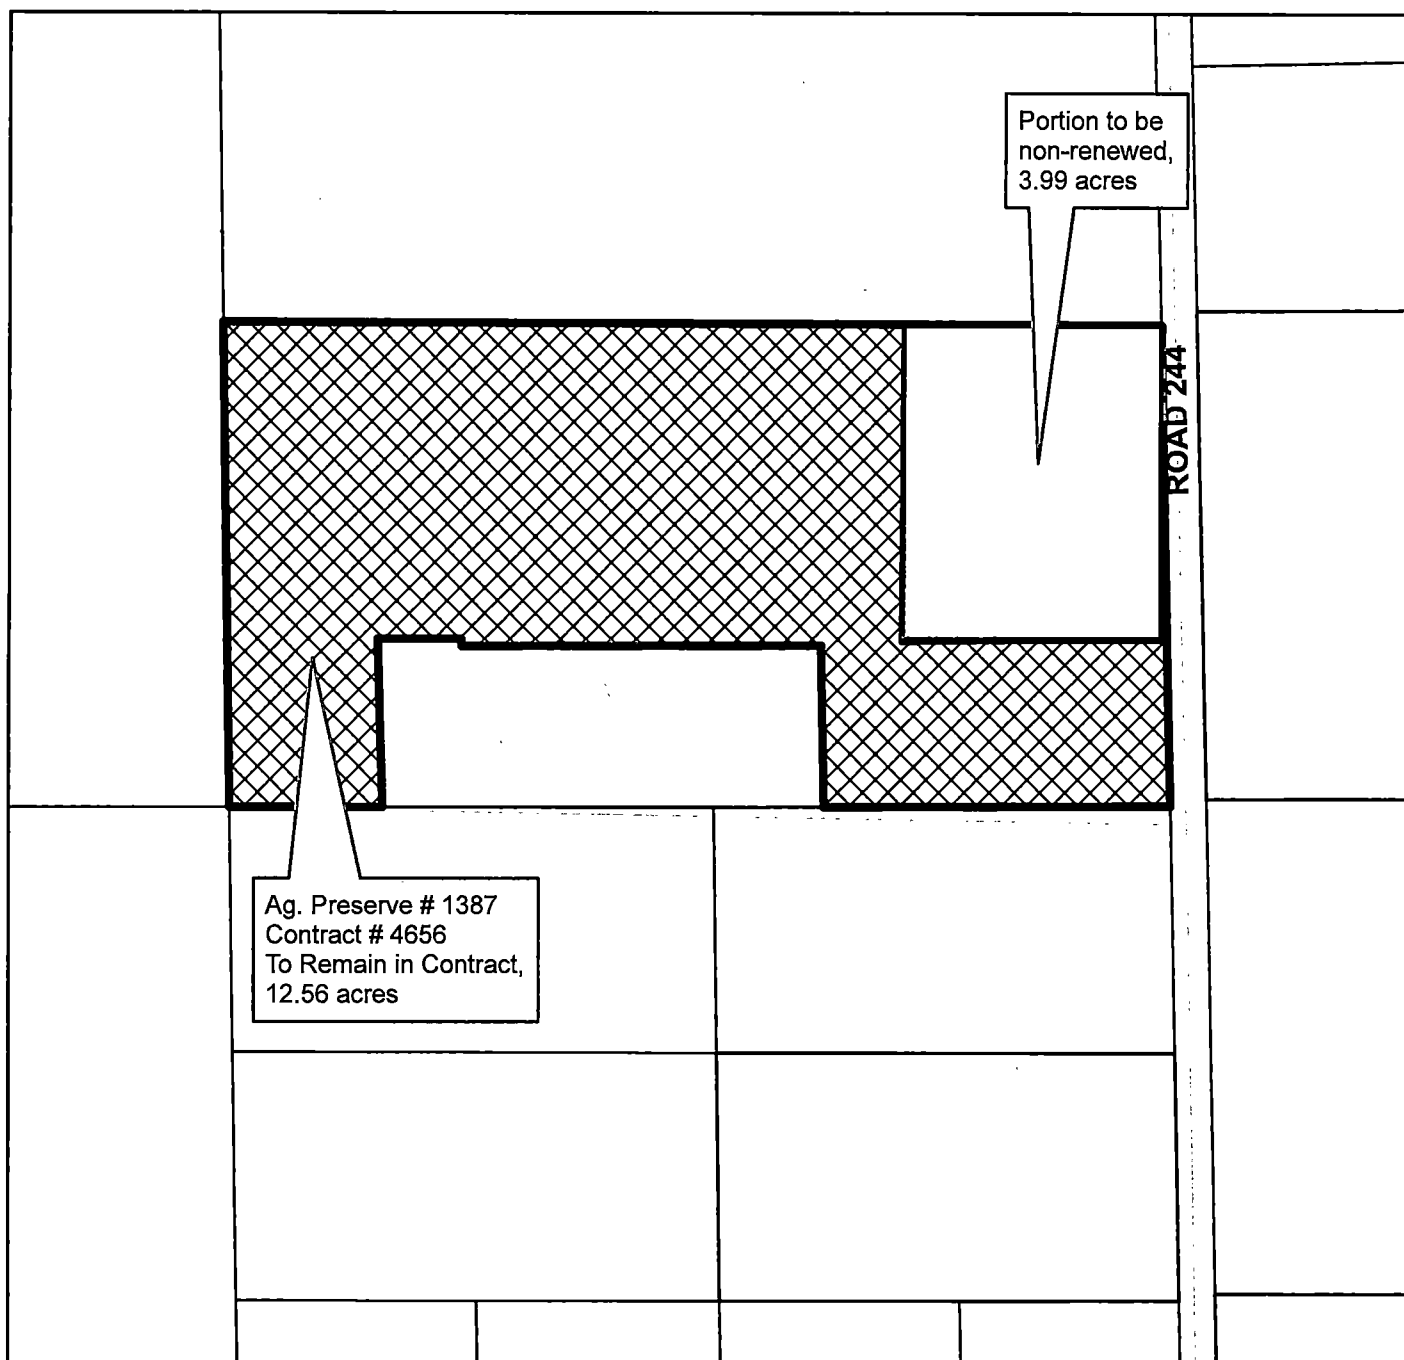 Portion to be
non-renewed,
3.99 acres
ROAD 244
Ag. Preserve # 1387
Contract # 4656
To Remain in Contract,
12.56 acres